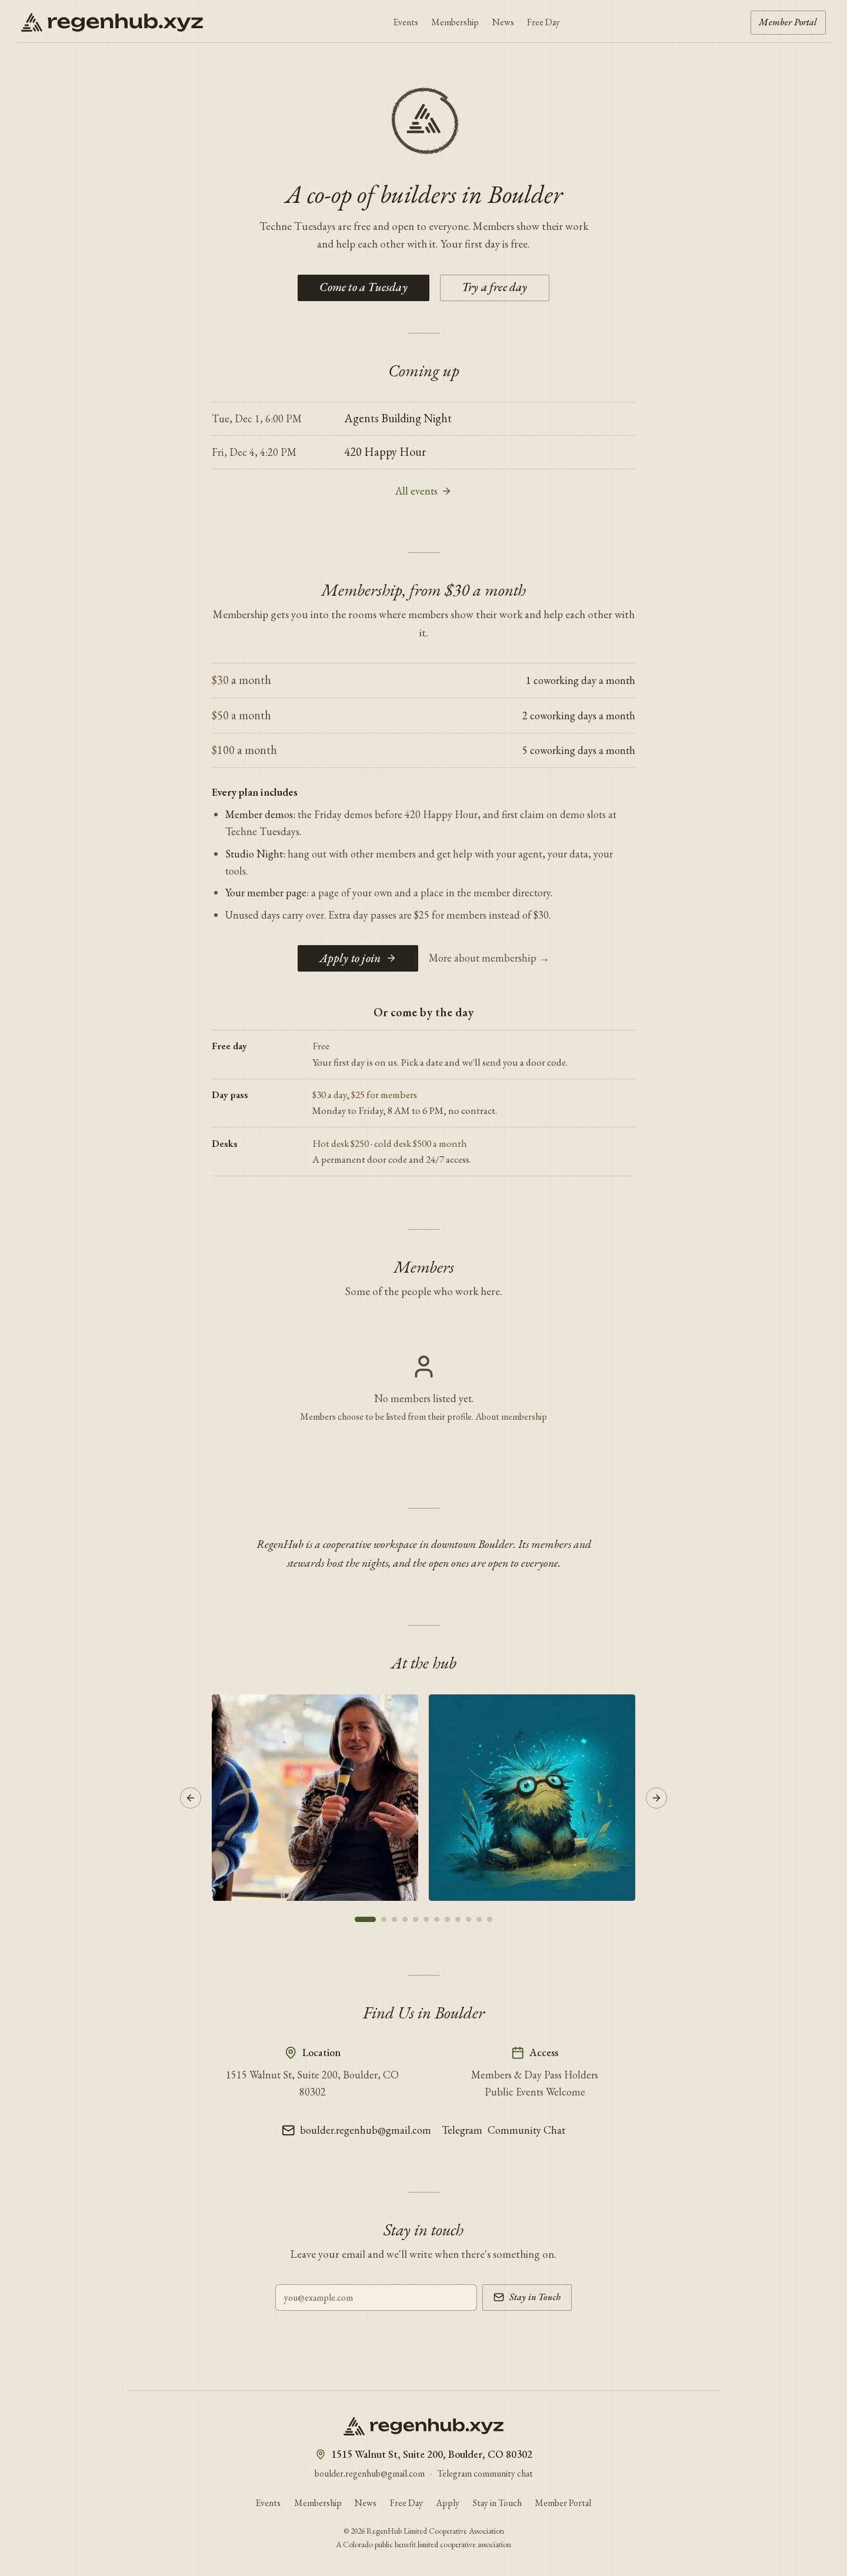 regenhub.xyz
Events Membership News Free Day
Member Portal
A co-op of builders in Boulder
Techne Tuesdays are free and open to everyone. Members show their work
and help each other with it. Your first day is free.
Come to a Tuesday Try a free day
Coming up
Tue, Dec 1, 6:00 PM Agents Building Night
Fri, Dec 4, 4:20 PM 420 Happy Hour
All events →
Membership, from $30 a month
Membership gets you into the rooms where members show their work and help each other with
it.
$30 a month 1 coworking day a month
$50 a month 2 coworking days a month
$100 a month 5 coworking days a month
Every plan includes
• Member demos: the Friday demos before 420 Happy Hour, and first claim on demo slots at
Techne Tuesdays.
• Studio Night: hang out with other members and get help with your agent, your data, your
tools.
• Your member page: a page of your own and a place in the member directory.
• Unused days carry over. Extra day passes are $25 for members instead of $30.
Apply to join → More about membership →
Or come by the day
Free day Free
Your first day is on us. Pick a date and we'll send you a door code.
Day pass $30 a day, $25 for members
Monday to Friday, 8 AM to 6 PM, no contract.
Desks Hot desk $250 · cold desk $500 a month
A permanent door code and 24/7 access.
Members
Some of the people who work here.
No members listed yet.
Members choose to be listed from their profile. About membership
RegenHub is a cooperative workspace in downtown Boulder. Its members and
stewards host the nights, and the open ones are open to everyone.
At the hub
Find Us in Boulder
Location
1515 Walnut St, Suite 200, Boulder, CO
80302
Access
Members & Day Pass Holders
Public Events Welcome
boulder.regenhub@gmail.com Telegram Community Chat
Stay in touch
Leave your email and we'll write when there's something on.
you@example.com Stay in Touch
regenhub.xyz
1515 Walnut St, Suite 200, Boulder, CO 80302
boulder.regenhub@gmail.com · Telegram community chat
Events Membership News Free Day Apply Stay in Touch Member Portal
© 2026 RegenHub Limited Cooperative Association
A Colorado public benefit limited cooperative association